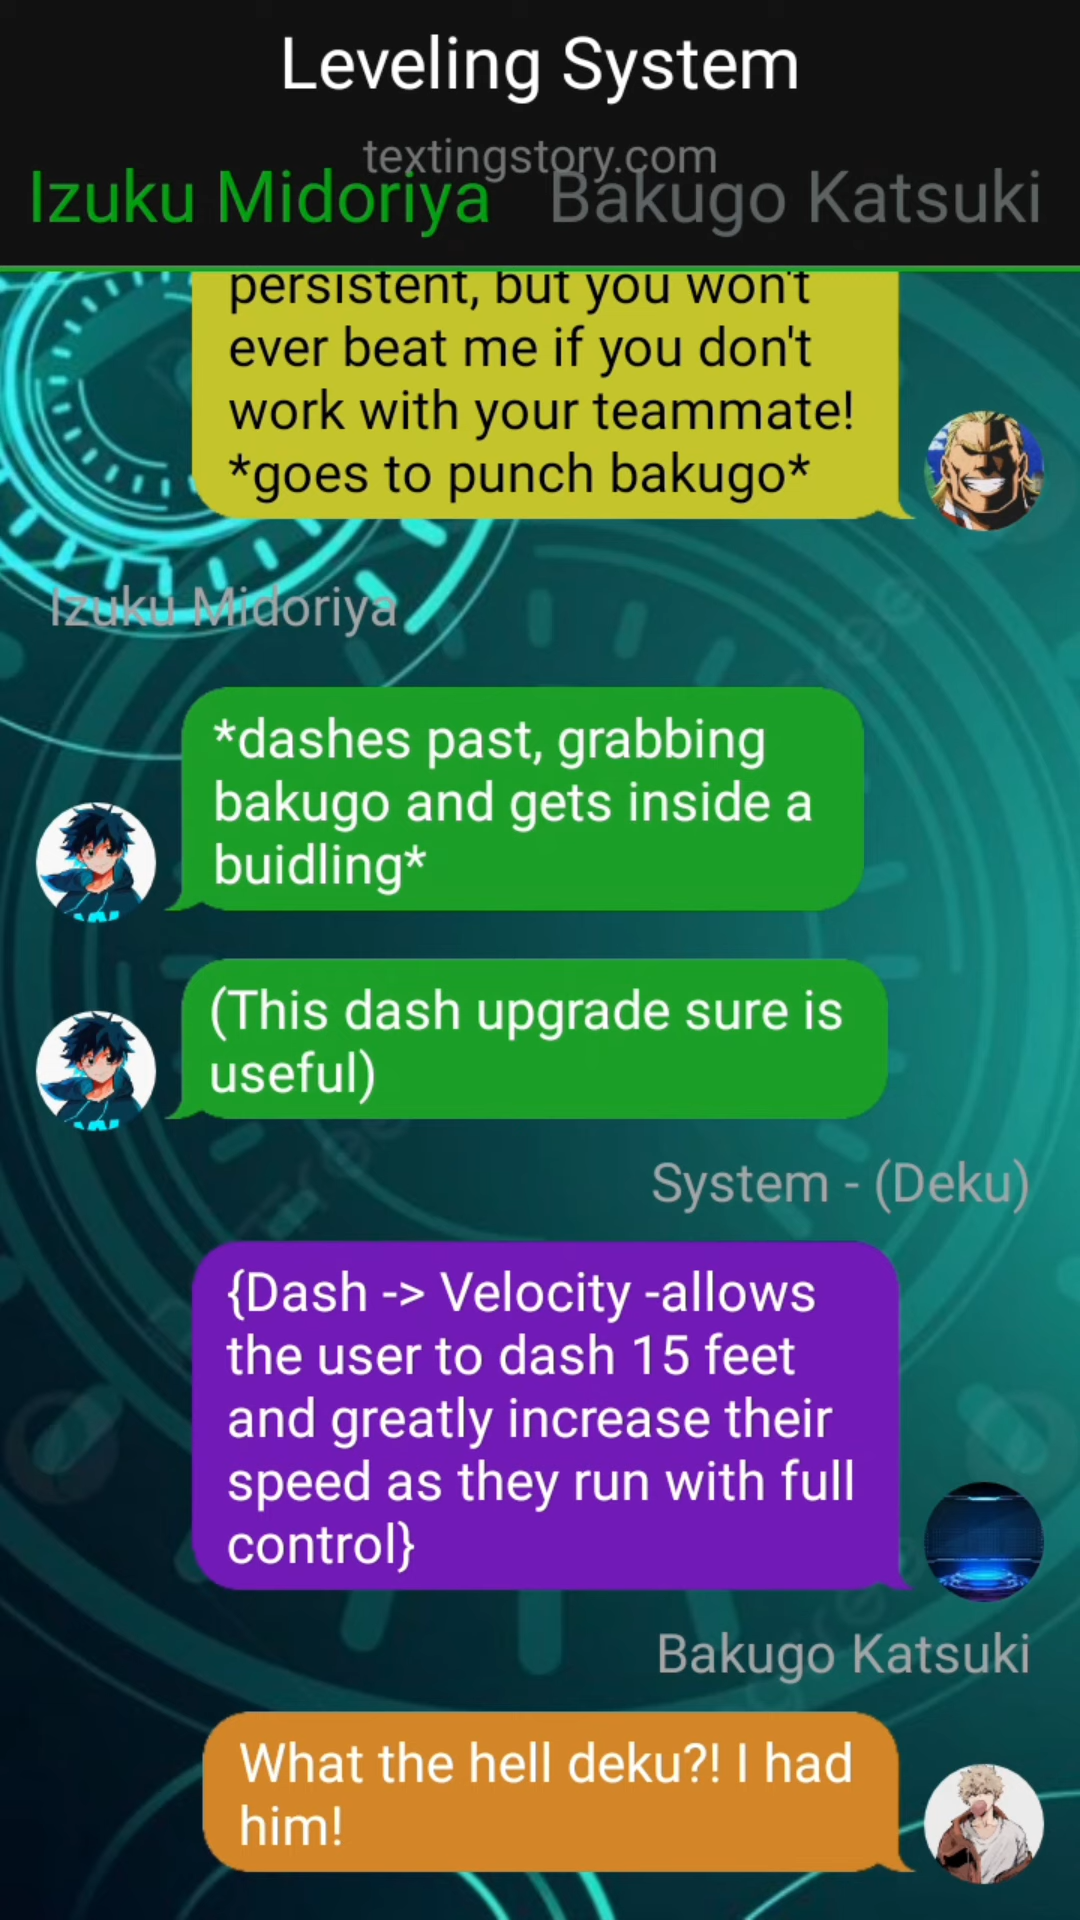 Leveling System
textingstory.com
Izuku Midoriya Bakugo Katsuki
persistent, but you won't
ever beat me if you don't
work with your teammate!
*goes to punch bakugo*
Izuku Midoriya
*dashes past, grabbing
bakugo and gets inside a
buidling*
(This dash upgrade sure is
useful)
System - (Deku)
{Dash -> Velocity -allows
the user to dash 15 feet
and greatly increase their
speed as they run with full
control}
Bakugo Katsuki
What the hell deku?! I had
him!